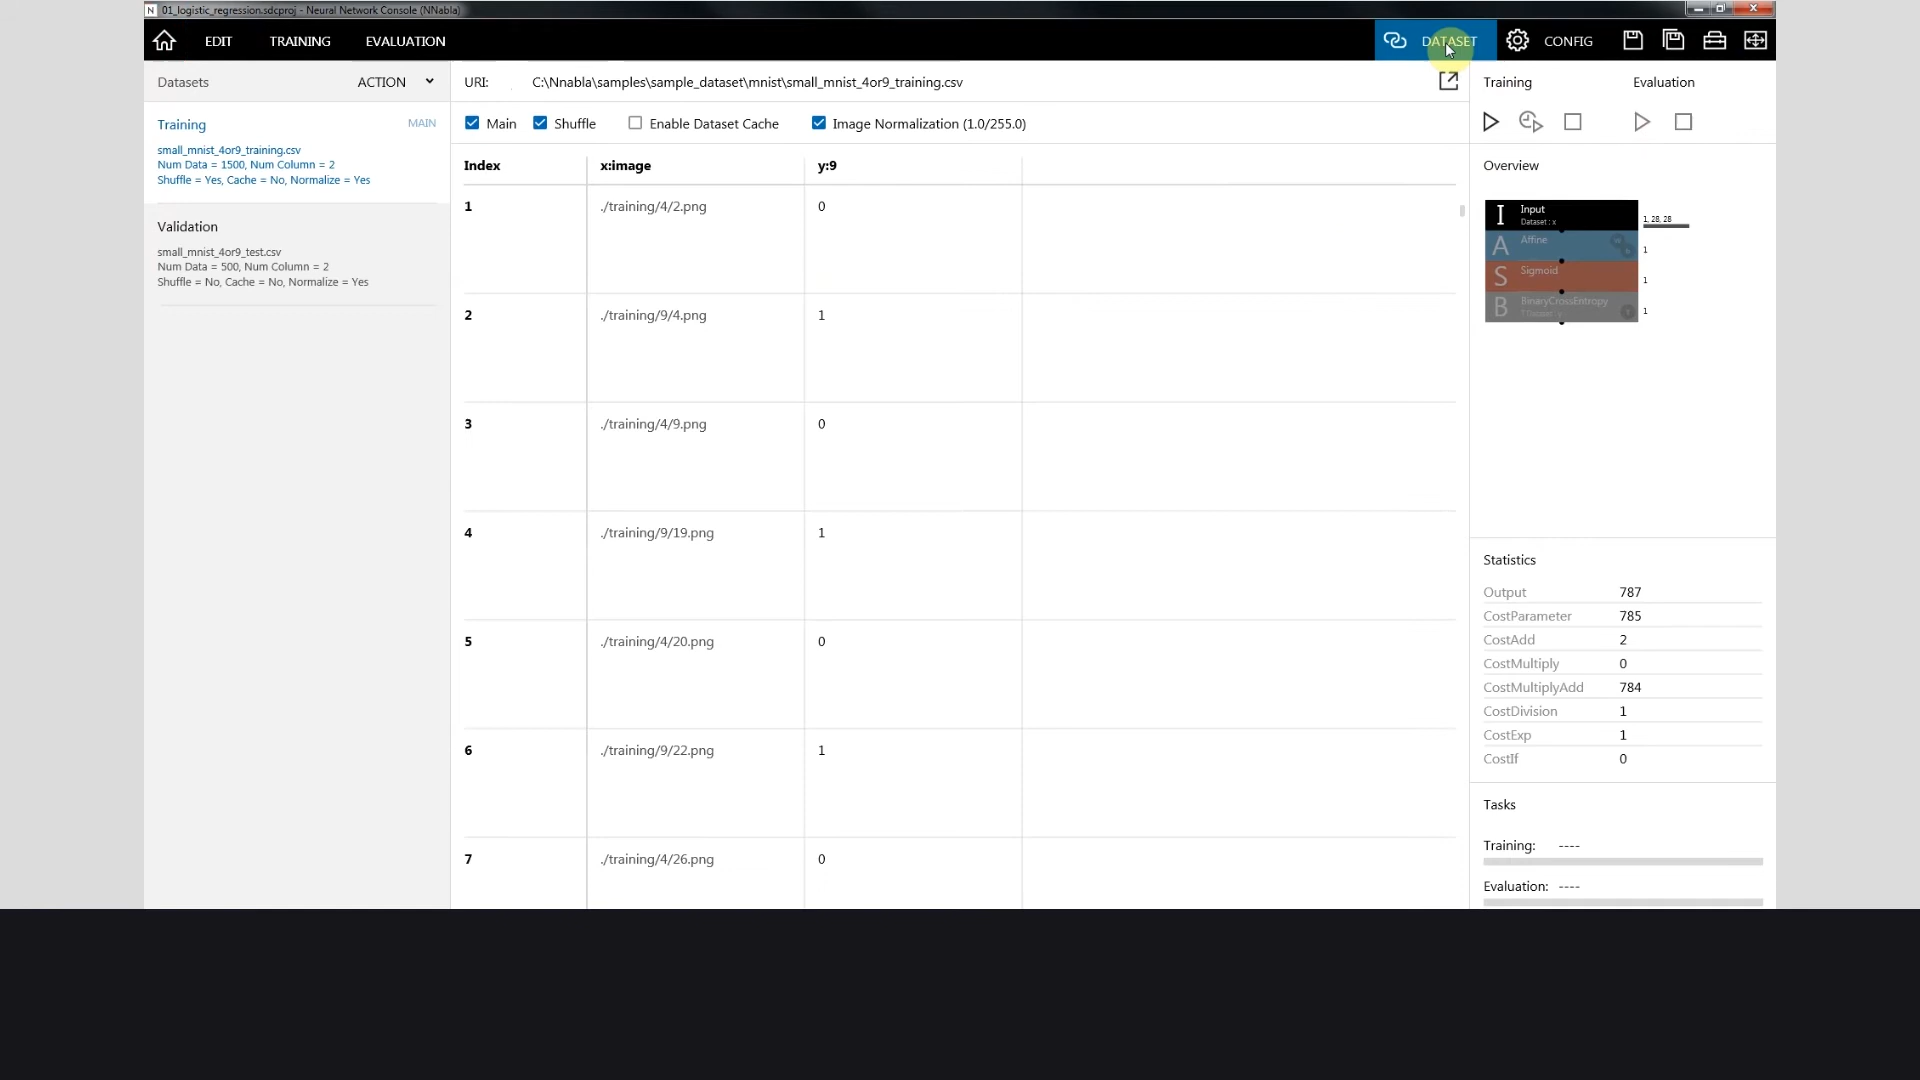 01_logistic_regression.sdcproj - Neural Network Console (NNabla)
EDIT TRAINING EVALUATION DATASET CONFIG
Datasets ACTION
Training MAIN
small_mnist_4or9_training.csv
Num Data = 1500, Num Column = 2
Shuffle = Yes, Cache = No, Normalize = Yes
Validation
small_mnist_4or9_test.csv
Num Data = 500, Num Column = 2
Shuffle = No, Cache = No, Normalize = Yes
URI: C:\Nnabla\samples\sample_dataset\mnist\small_mnist_4or9_training.csv
Main Shuffle Enable Dataset Cache Image Normalization (1.0/255.0)
Index x:image y:9
1 ./training/4/2.png 0
2 ./training/9/4.png 1
3 ./training/4/9.png 0
4 ./training/9/19.png 1
5 ./training/4/20.png 0
6 ./training/9/22.png 1
7 ./training/4/26.png 0
Training Evaluation
Overview
I Input
Dataset : x
1, 28, 28
A Affine
1
S Sigmoid
1
B BinaryCrossEntropy
1
Statistics
Output 787
CostParameter 785
CostAdd 2
CostMultiply 0
CostMultiplyAdd 784
CostDivision 1
CostExp 1
CostIf 0
Tasks
Training: ----
Evaluation: ----